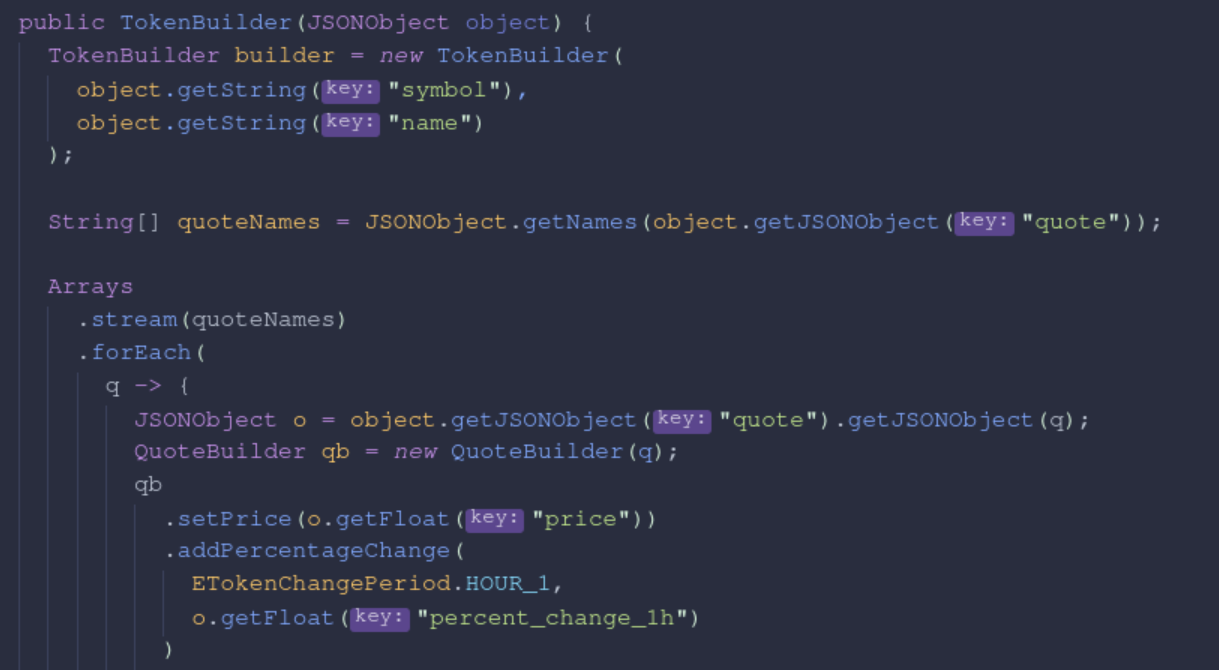 public TokenBuilder(JSONObject object) {
TokenBuilder builder = new TokenBuilder(
object.getString(key: "symbol"),
object.getString(key: "name")
);
String[] quoteNames = JSONObject.getNames(object.getJSONObject(key: "quote"));
Arrays
.stream(quoteNames)
.forEach(
q -> {
JSONObject o = object.getJSONObject(key: "quote").getJSONObject(q);
QuoteBuilder qb = new QuoteBuilder(q);
qb
.setPrice(o.getFloat(key: "price"))
.addPercentageChange(
ETokenChangePeriod.HOUR_1,
o.getFloat(key: "percent_change_1h")
)